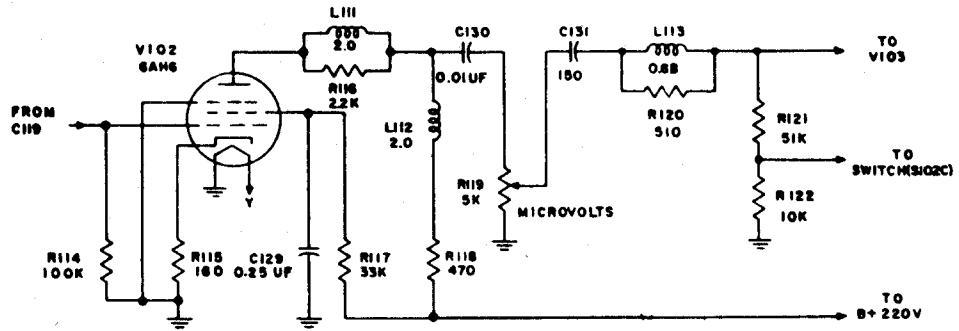 L111
2.0
C130
C131
L113
V102
6AH6
0.01UF
150
0.68
TO
V103
R116
2.2K
FROM
C119
L112
2.0
R120
510
R121
51K
TO
SWITCH(S102C)
R119
5K
MICROVOLTS
R122
10K
Y
R114
100K
R115
160
C129
0.25 UF
R117
33K
R118
470
TO
B+ 220V